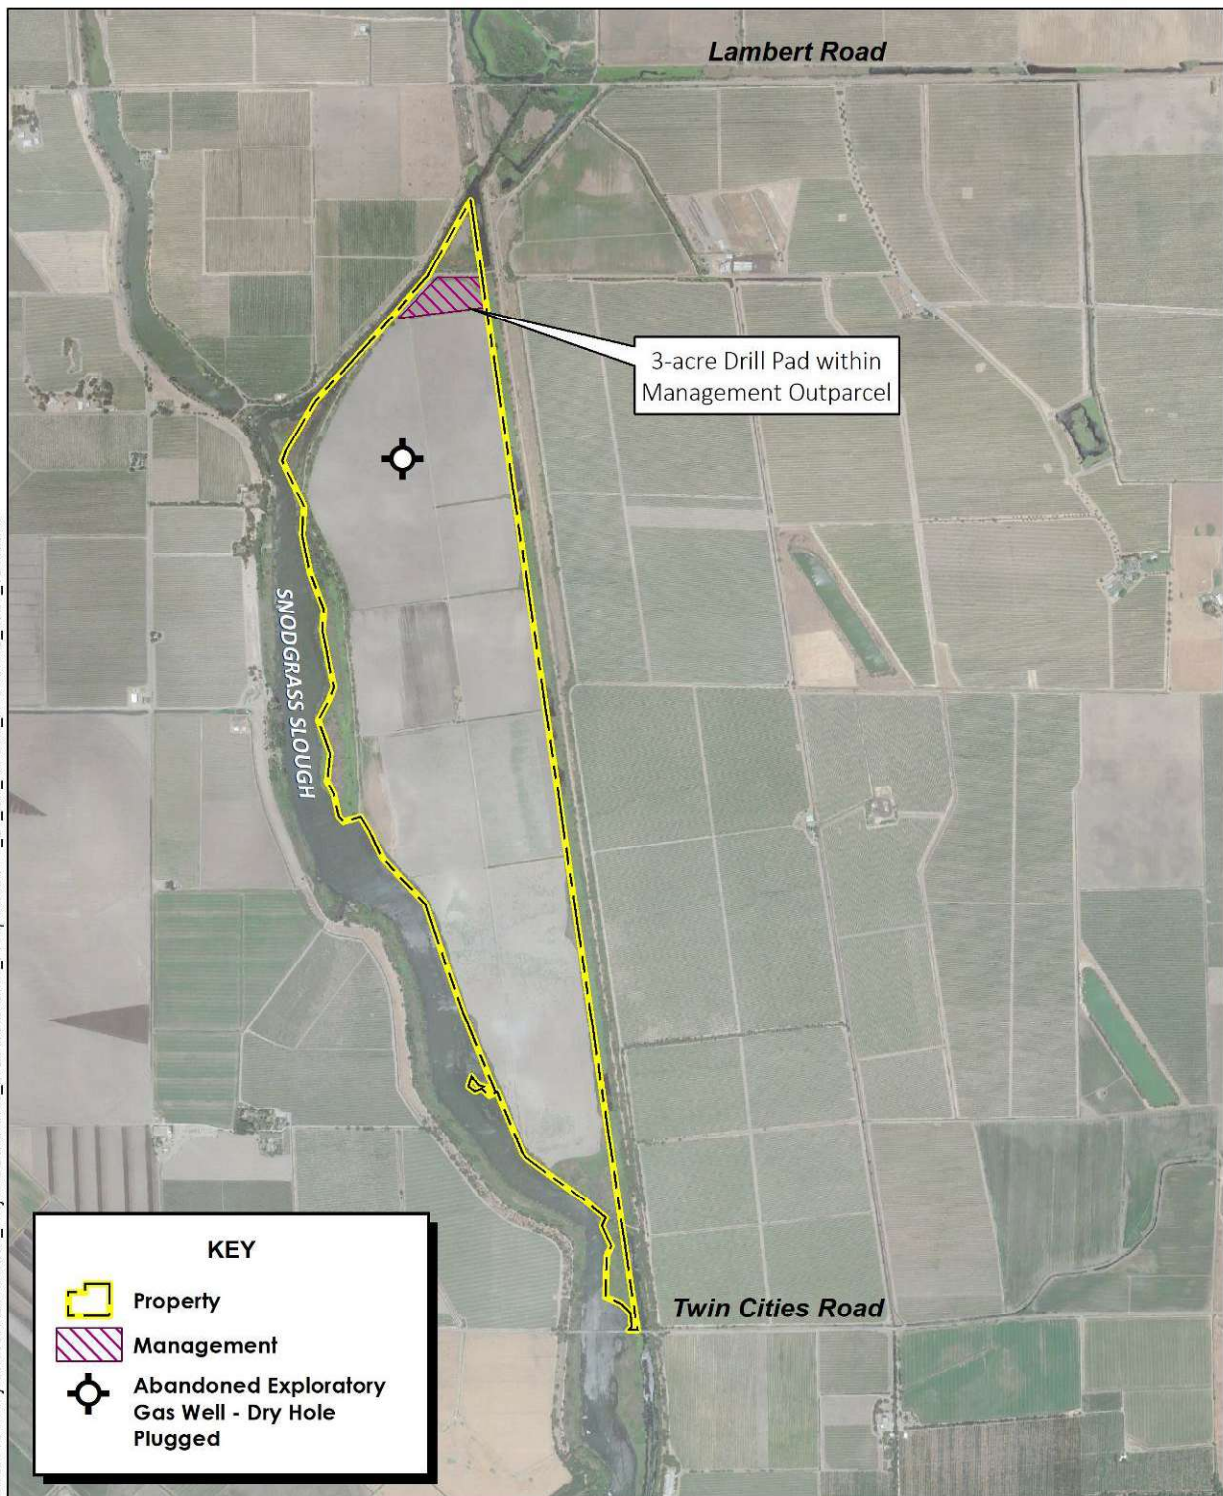 Lambert Road
3-acre Drill Pad within
Management Outparcel
SNODGRASS SLOUGH
Twin Cities Road
KEY
Property
Management
Abandoned Exploratory
Gas Well - Dry Hole
Plugged